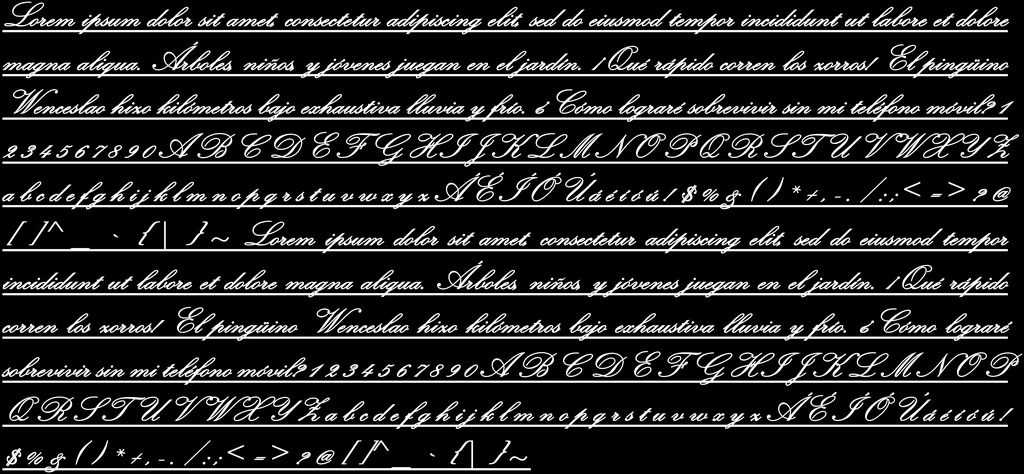 Lorem ipsum dolor sit amet, consectetur adipiscing elit, sed do eiusmod tempor incididunt ut labore et dolore
magna aliqua. Árboles, niños, y jóvenes juegan en el jardín. ¡Qué rápido corren los zorros! El pingüino
Wenceslao hizo kilómetros bajo exhaustiva lluvia y frío. ¿Cómo lograré sobrevivir sin mi teléfono móvil? 1
2 3 4 5 6 7 8 9 0 A B C D E F G H I J K L M N O P Q R S T U V W X Y Z
a b c d e f g h i j k l m n o p q r s t u v w x y z Á É Í Ó Ú á é í ó ú ! $ % & ( ) * + , - . / : ; < = > ? @
[ ] ^ _ ` { | } ~ Lorem ipsum dolor sit amet, consectetur adipiscing elit, sed do eiusmod tempor
incididunt ut labore et dolore magna aliqua. Árboles, niños, y jóvenes juegan en el jardín. ¡Qué rápido
corren los zorros! El pingüino Wenceslao hizo kilómetros bajo exhaustiva lluvia y frío. ¿Cómo lograré
sobrevivir sin mi teléfono móvil? 1 2 3 4 5 6 7 8 9 0 A B C D E F G H I J K L M N O P
Q R S T U V W X Y Z a b c d e f g h i j k l m n o p q r s t u v w x y z Á É Í Ó Ú á é í ó ú !
$ % & ( ) * + , - . / : ; < = > ? @ [ ] ^ _ ` { | } ~